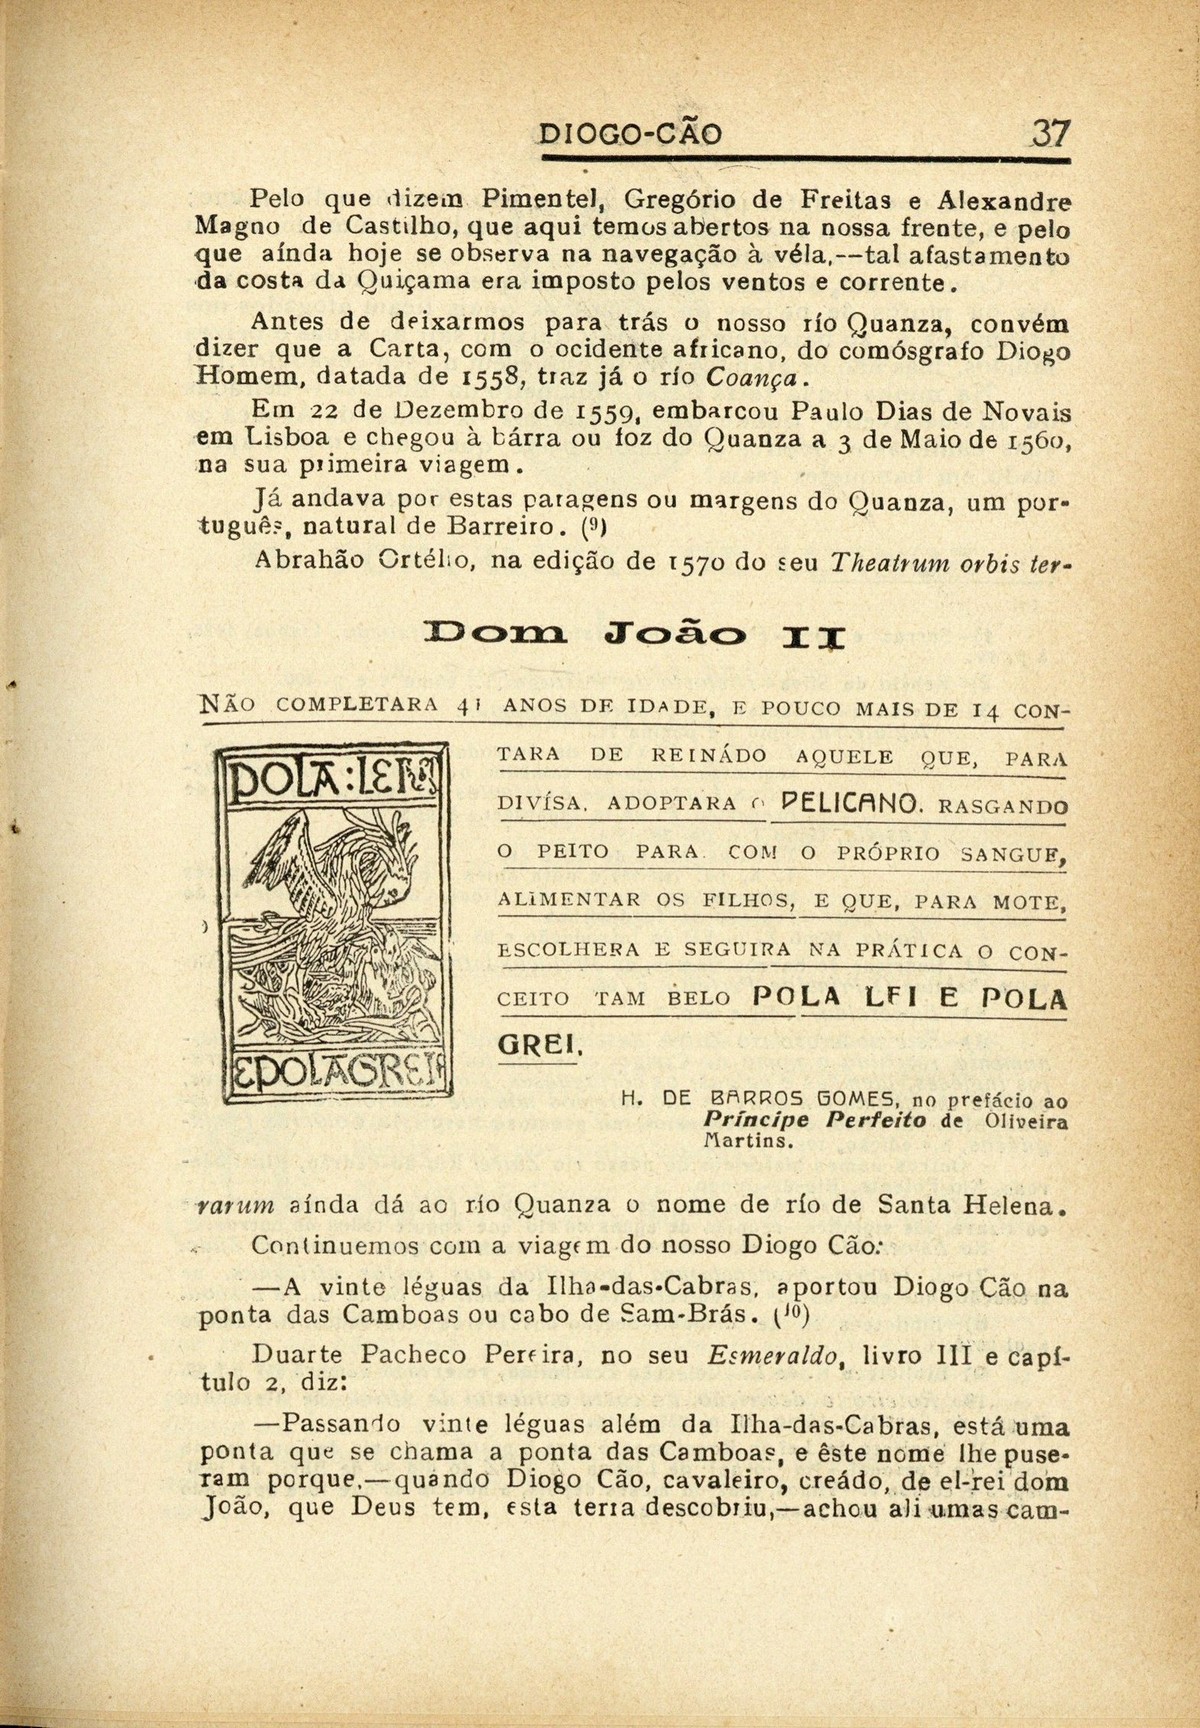 DIOGO-CÃO 37
Pelo que dizem Pimentel, Gregório de Freitas e Alexandre
Magno de Castilho, que aqui temos abertos na nossa frente, e pelo
que aínda hoje se observa na navegação à véla,—tal afastamento
da costa da Quiçama era imposto pelos ventos e corrente.
Antes de deixarmos para trás o nosso río Quanza, convém
dizer que a Carta, com o ocidente africano, do comósgrafo Diogo
Homem, datada de 1558, traz já o río Coança.
Em 22 de Dezembro de 1559, embarcou Paulo Dias de Novais
em Lisboa e chegou à bárra ou foz do Quanza a 3 de Maio de 1560,
na sua primeira viagem.
Já andava por estas paragens ou margens do Quanza, um por-
tuguês, natural de Barreiro. (9)
Abrahão Ortélio, na edição de 1570 do seu Theatrum orbis ter-
Dom João II
NÃO COMPLETARA 41 ANOS DE IDADE, E POUCO MAIS DE 14 CON-
TARA DE REINÁDO AQUELE QUE, PARA
DIVÍSA, ADOPTARA O PELICANO. RASGANDO
O PEITO PARA COM O PRÓPRIO SANGUE,
ALIMENTAR OS FILHOS, E QUE, PARA MOTE,
ESCOLHERA E SEGUIRA NA PRÁTICA O CON-
CEITO TAM BELO POLA LEI E POLA
GREI.
POLA:LEI
EPOLAGREI
H. DE BARROS GOMES, no prefácio ao
Príncipe Perfeito de Oliveira
Martins.
rarum aínda dá ao río Quanza o nome de río de Santa Helena.
Continuemos com a viagem do nosso Diogo Cão:
—A vinte léguas da Ilha-das-Cabras, aportou Diogo Cão na
ponta das Camboas ou cabo de Sam-Brás. (10)
Duarte Pacheco Pereira, no seu Esmeraldo, livro III e capí-
tulo 2, diz:
—Passando vinte léguas além da Ilha-das-Cabras, está uma
ponta que se chama a ponta das Camboas, e êste nome lhe puse-
ram porque,—quando Diogo Cão, cavaleiro, creádo, de el-rei dom
João, que Deus tem, esta terra descobriu,—achou ali umas cam-